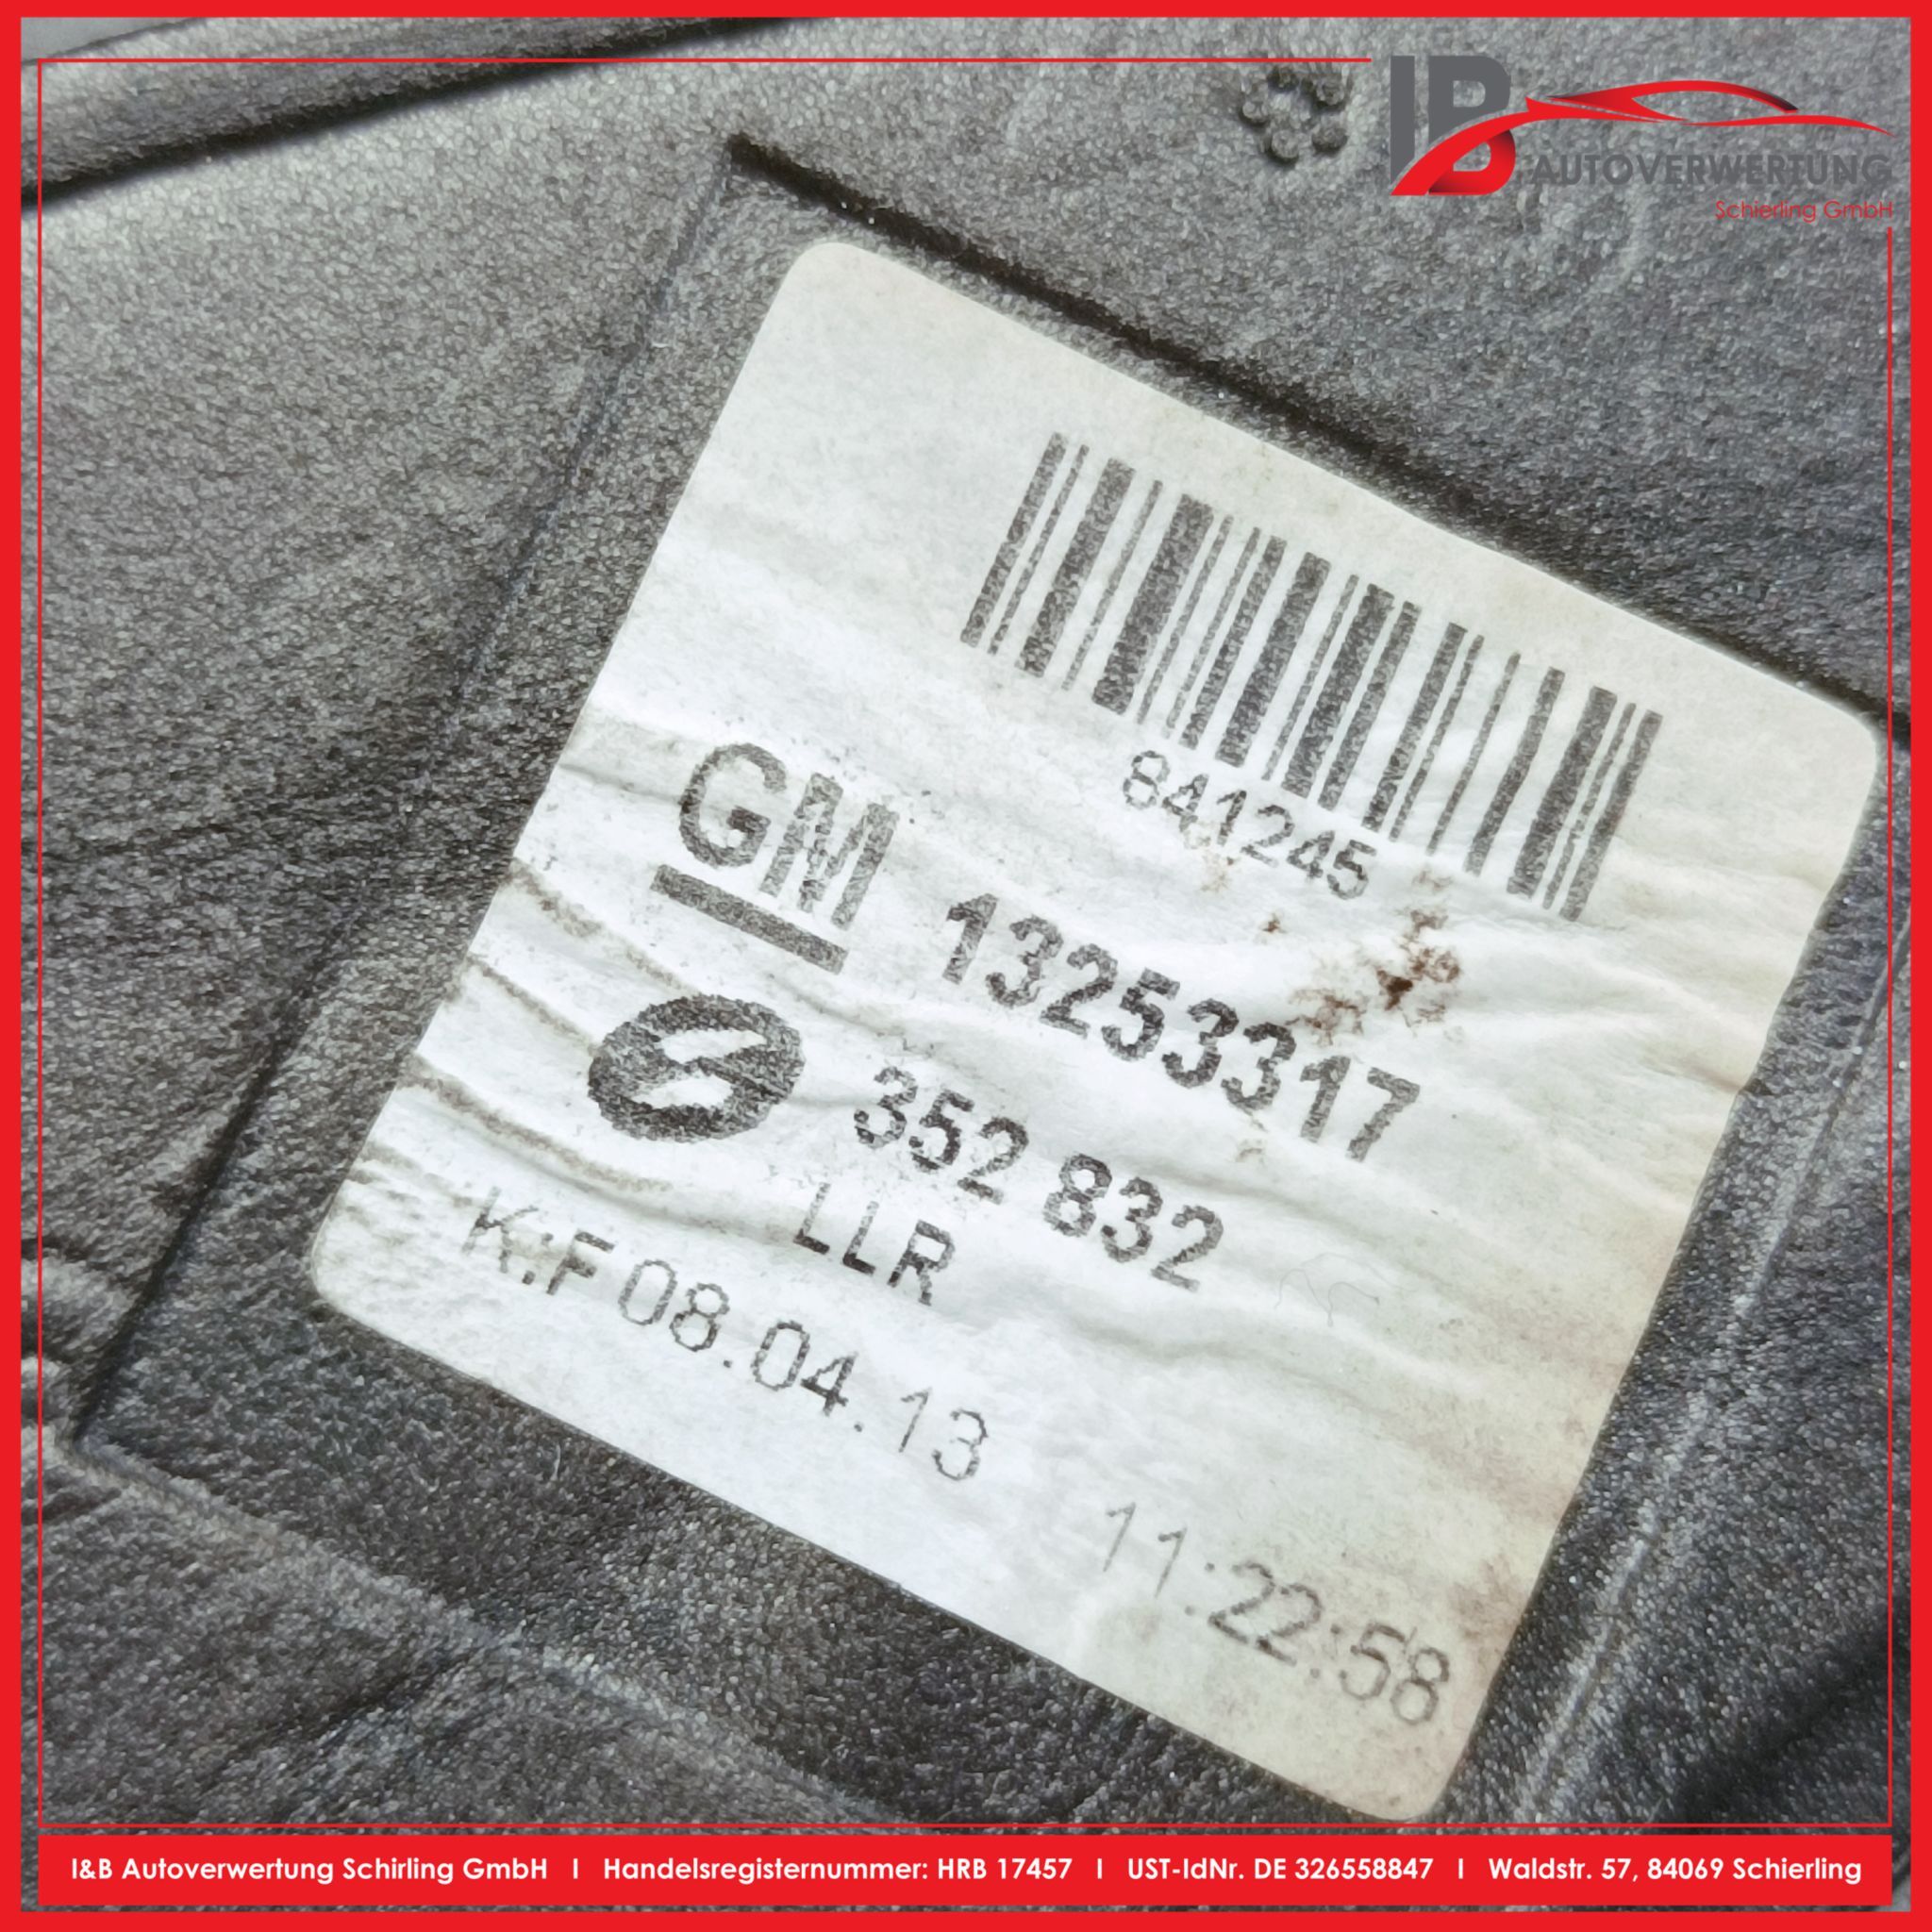 IB
AUTOVERWERTUNG
Schierling GmbH
841245
GM 13253317
352 832
LLR
K:F 08.04.13 11:22:58
I&B Autoverwertung Schirling GmbH I Handelsregisternummer: HRB 17457 I UST-IdNr. DE 326558847 I Waldstr. 57, 84069 Schierling